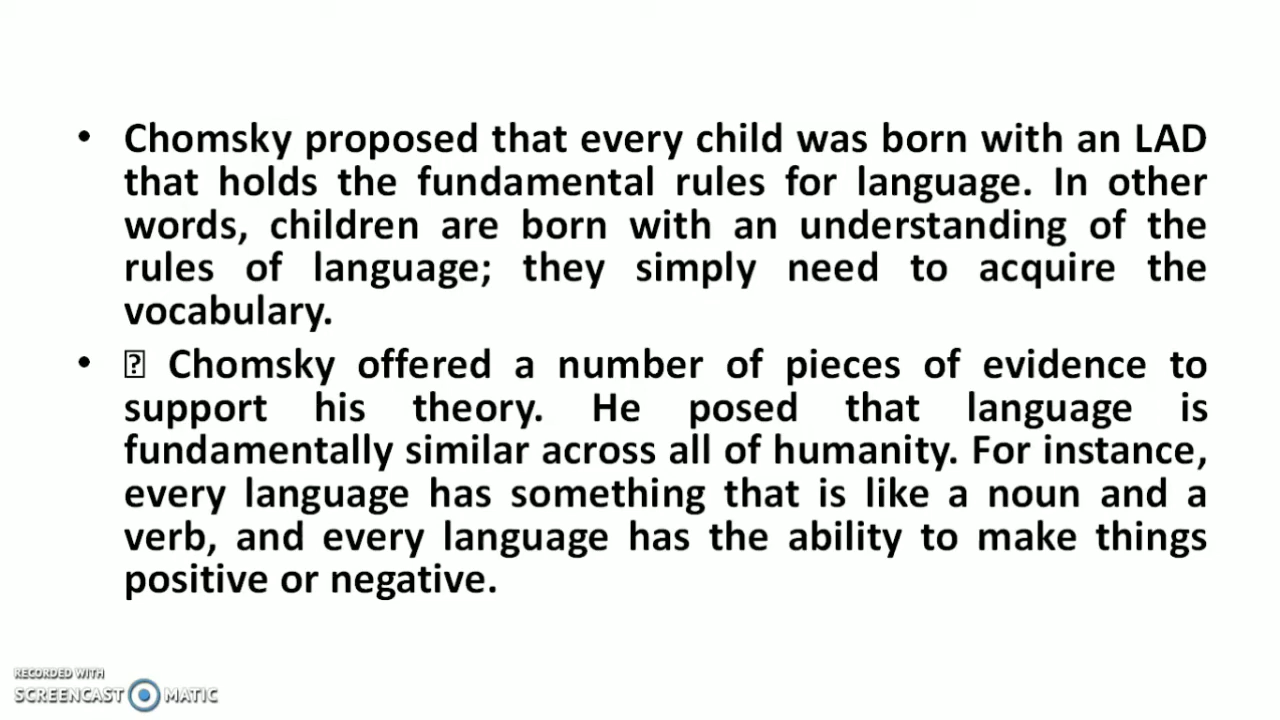 • Chomsky proposed that every child was born with an LAD
that holds the fundamental rules for language. In other
words, children are born with an understanding of the
rules of language; they simply need to acquire the
vocabulary.
• Chomsky offered a number of pieces of evidence to
support his theory. He posed that language is
fundamentally similar across all of humanity. For instance,
every language has something that is like a noun and a
verb, and every language has the ability to make things
positive or negative.
RECORDED WITH
SCREENCAST MATIC